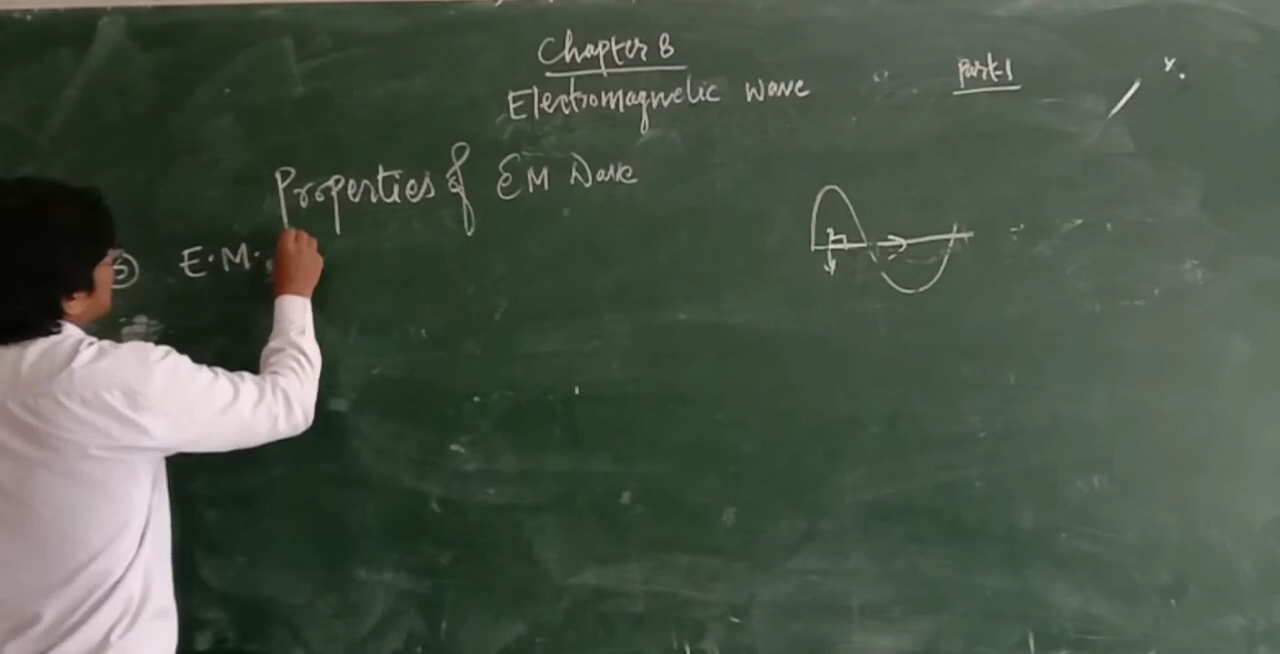 Chapter 8
Electromagnetic wave
Part-1
Properties of EM Wave
E.M.